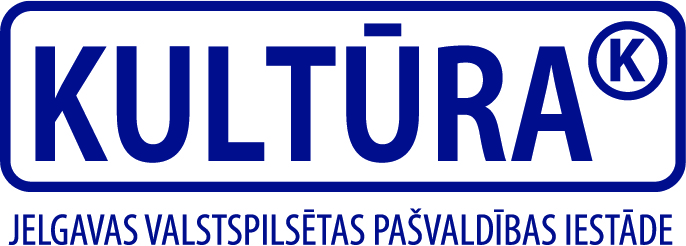 KULTŪRA K
JELGAVAS VALSTSPILSĒTAS PAŠVALDĪBAS IESTĀDE